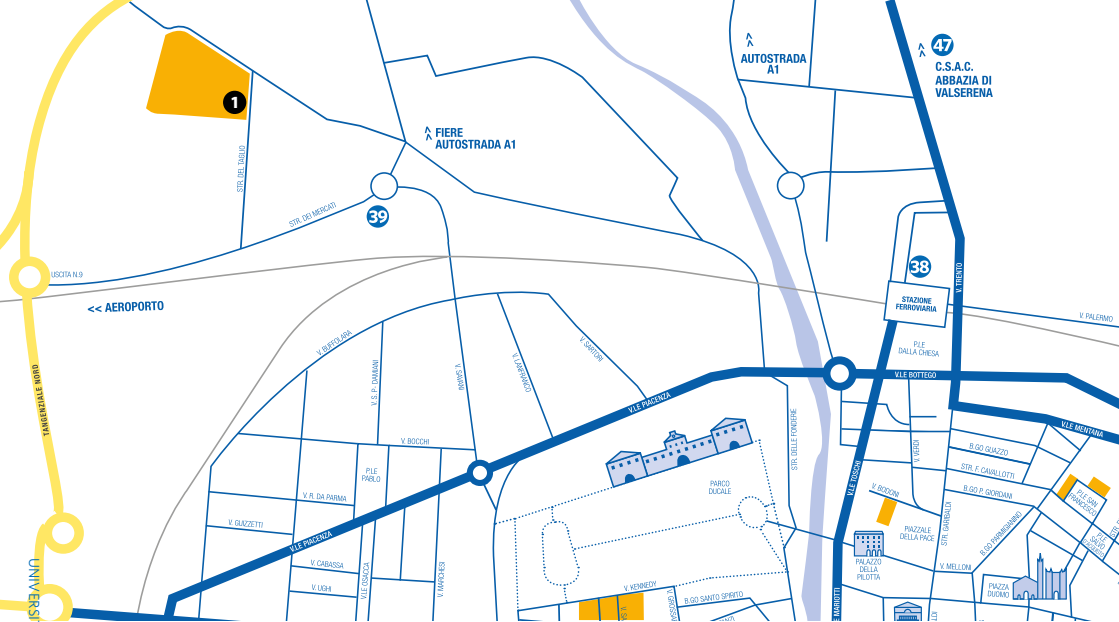 47
C.S.A.C.
ABBAZIA DI
VALSERENA
AUTOSTRADA
A1
1
FIERE
AUTOSTRADA A1
STR. DEL TAGLIO
STR. DEI MERCATI
39
USCITA N.9
<< AEROPORTO
38
STAZIONE
FERROVIARIA
V. TRENTO
V. PALERMO
P.LE
DALLA CHIESA
V. BUFFOLARA
V. SARTORI
V. LANFRANCO
V. SAVANI
V. S. P. DAMIANI
TANGENZIALE NORD
V.LE BOTTEGO
V.LE PIACENZA
V.LE MENTANA
STR. DELLE FONDERIE
V. VERDI
V. BOCCHI
B.GO GUAZZO
STR. F. CAVALLOTTI
P.LE
PABLO
V.LE TOSCHI
B.GO P. GIORDANI
PARCO
DUCALE
V. BODONI
P.LE SAN
FRANCESCO
V. R. DA PARMA
STR. GARIBALDI
V. GUIZZETTI
PIAZZALE
DELLA PACE
B.GO PARMIGIANINO
V.LE PIACENZA
PALAZZO
DELLA
PILOTTA
V. CABASSA
V. MELLONI
V.LE OSACCA
V. MARCHESI
V. UGHI
V. KENNEDY
PIAZZA
DUOMO
B.GO SANTO SPIRITO
MARIOTTI
UNIVERSI